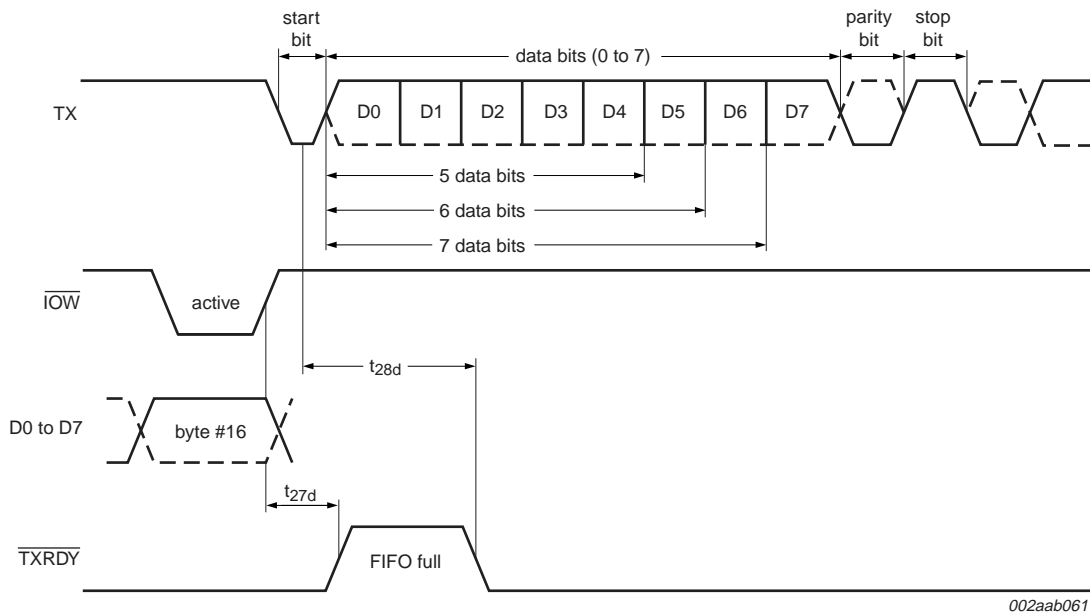 start
bit
data bits (0 to 7)
parity
bit
stop
bit
TX
D0 D1 D2 D3 D4 D5 D6 D7
5 data bits
6 data bits
7 data bits
IOW
active
t28d
D0 to D7
byte #16
t27d
TXRDY
FIFO full
002aab061